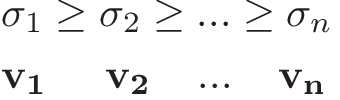 σ₁ ≥ σ₂ ≥ ... ≥ σₙ
v₁ v₂ ... vₙ